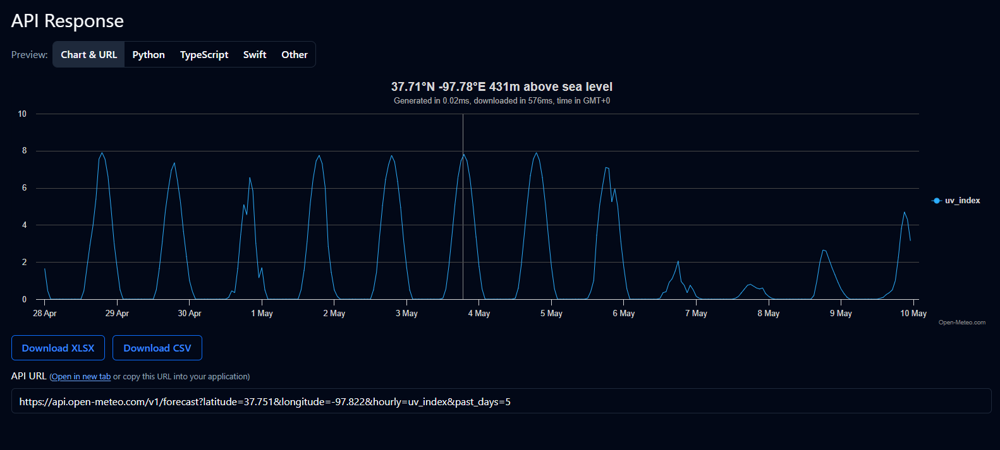 API Response
Preview: Chart & URL Python TypeScript Swift Other
37.71°N -97.78°E 431m above sea level
Generated in 0.02ms, downloaded in 576ms, time in GMT+0
10
8
6
4
2
0
uv_index
28 Apr 29 Apr 30 Apr 1 May 2 May 3 May 4 May 5 May 6 May 7 May 8 May 9 May 10 May
Open-Meteo.com
Download XLSX Download CSV
API URL (Open in new tab or copy this URL into your application)
https://api.open-meteo.com/v1/forecast?latitude=37.751&longitude=-97.822&hourly=uv_index&past_days=5